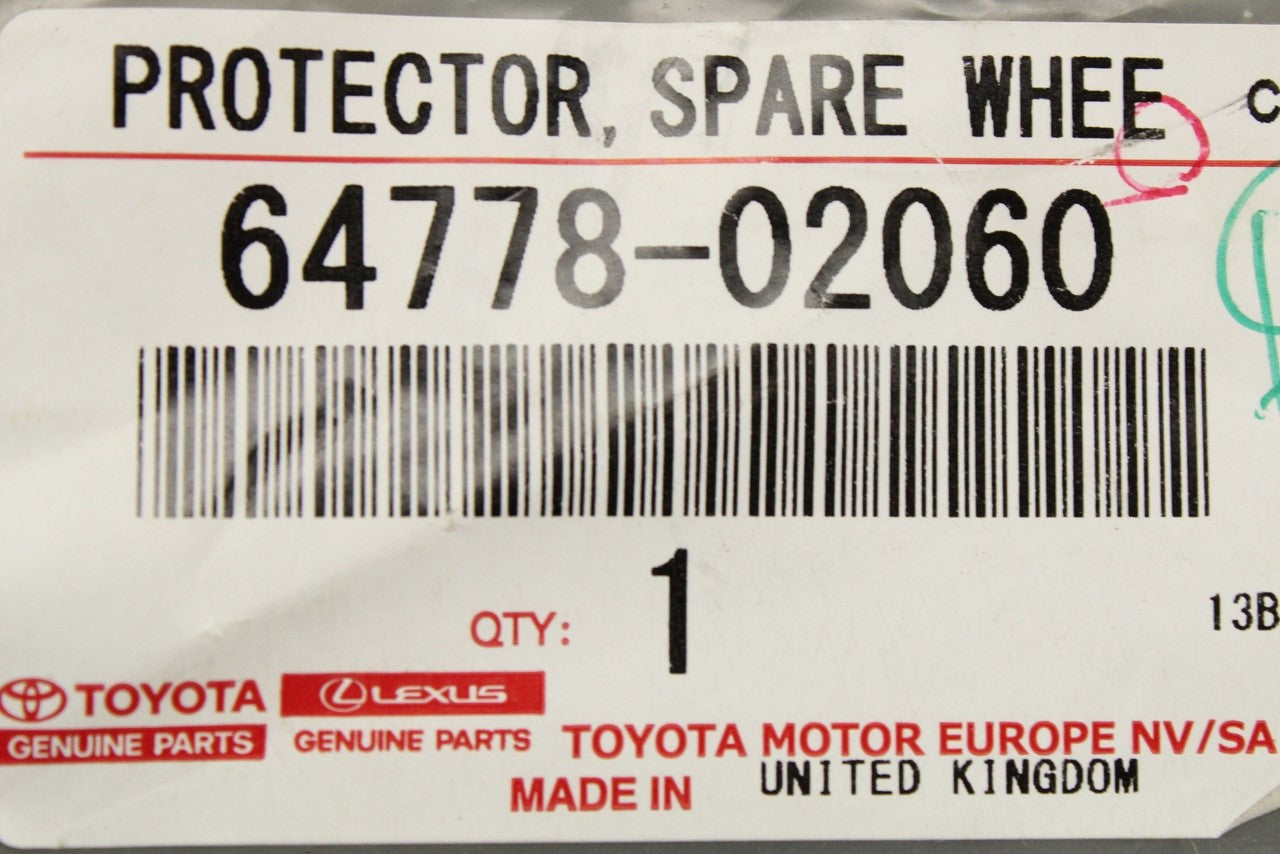 PROTECTOR, SPARE WHEE C
64778-02060
QTY: 1
13B
TOYOTA LEXUS
GENUINE PARTS GENUINE PARTS
TOYOTA MOTOR EUROPE NV/SA
MADE IN UNITED KINGDOM